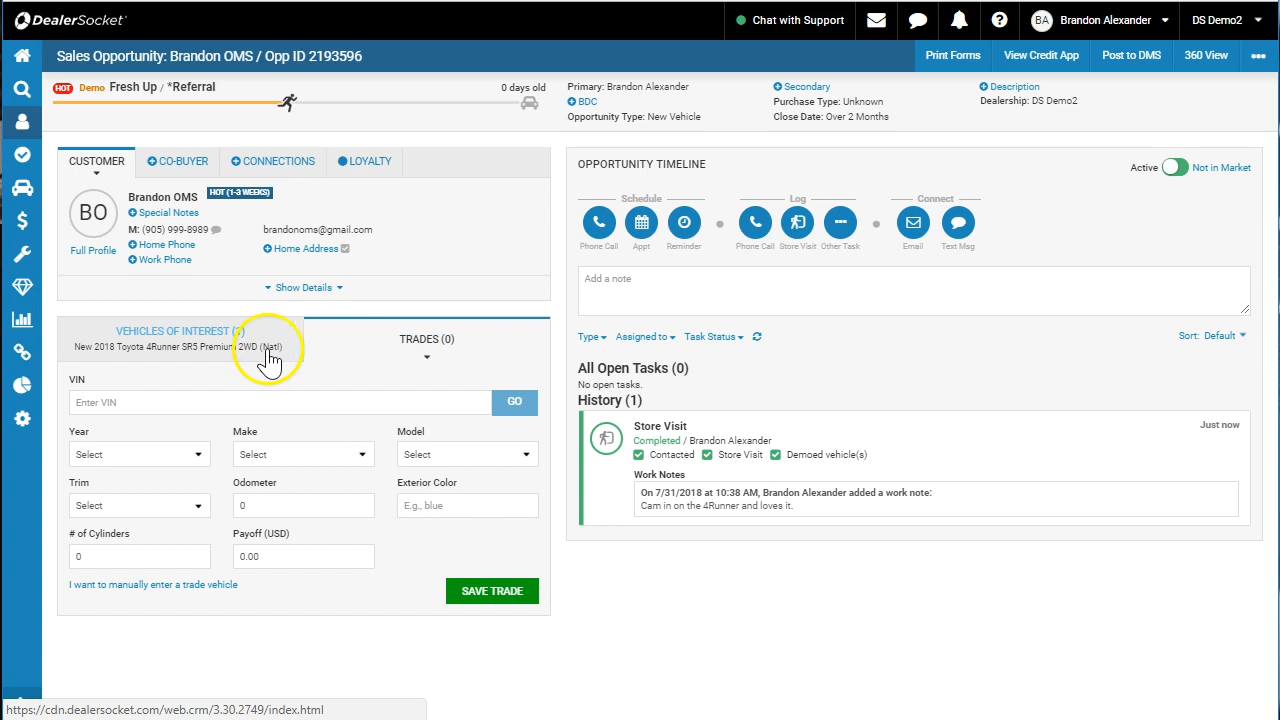 DealerSocket
Chat with Support
BA Brandon Alexander
DS Demo2
Sales Opportunity: Brandon OMS / Opp ID 2193596
Print Forms View Credit App Post to DMS 360 View
HOT Demo Fresh Up / *Referral
0 days old
Primary: Brandon Alexander
BDC
Opportunity Type: New Vehicle
Secondary
Purchase Type: Unknown
Close Date: Over 2 Months
Description
Dealership: DS Demo2
CUSTOMER CO-BUYER CONNECTIONS LOYALTY
BO
Full Profile
Brandon OMS HOT (1-3 WEEKS)
Special Notes
M: (905) 999-8989
Home Phone
Work Phone
brandonoms@gmail.com
Home Address
Show Details
VEHICLES OF INTEREST (1)
New 2018 Toyota 4Runner SR5 Premium 2WD (Natl)
TRADES (0)
VIN
Enter VIN GO
Year Make Model
Select Select Select
Trim Odometer Exterior Color
Select 0 E.g., blue
# of Cylinders Payoff (USD)
0 0.00
I want to manually enter a trade vehicle
SAVE TRADE
OPPORTUNITY TIMELINE
Active Not in Market
Schedule Log Connect
Phone Call Appt Reminder Phone Call Store Visit Other Task Email Text Msg
Add a note
Type Assigned to Task Status
Sort: Default
All Open Tasks (0)
No open tasks.
History (1)
Store Visit Just now
Completed / Brandon Alexander
Contacted Store Visit Demoed vehicle(s)
Work Notes
On 7/31/2018 at 10:38 AM, Brandon Alexander added a work note:
Cam in on the 4Runner and loves it.
https://cdn.dealersocket.com/web.crm/3.30.2749/index.html